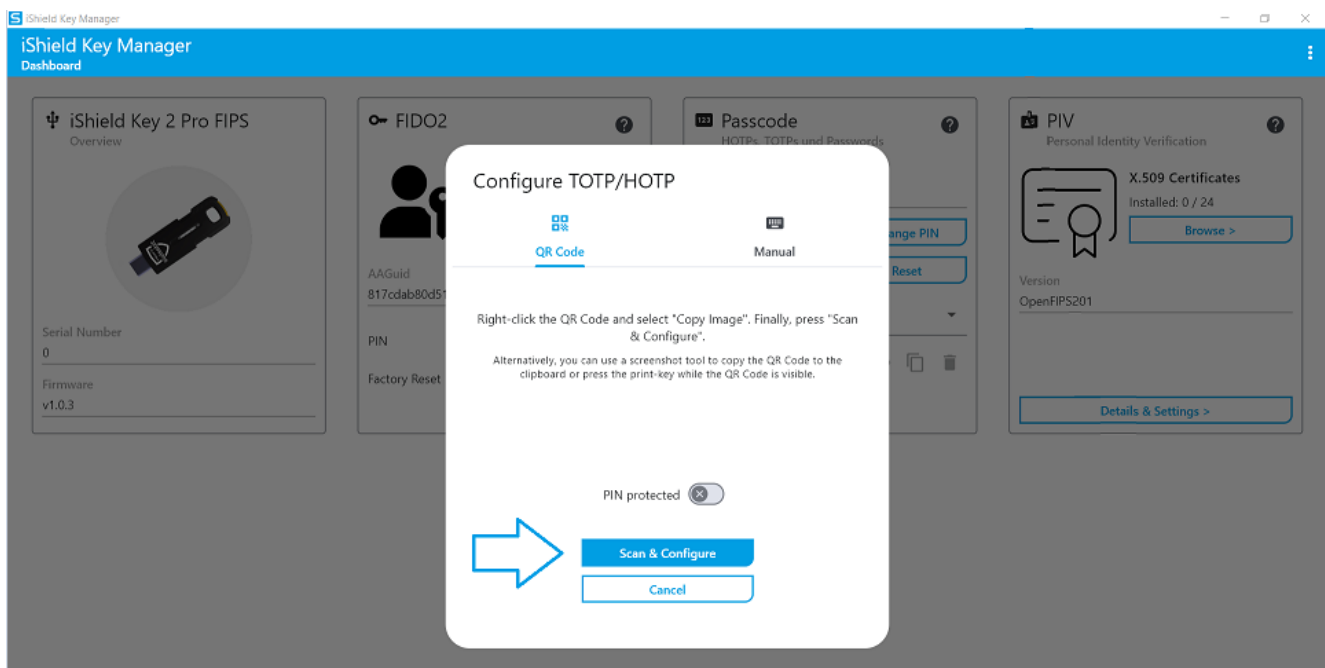 iShield Key Manager
iShield Key Manager
Dashboard
iShield Key 2 Pro FIPS
Overview
Serial Number
0
Firmware
v1.0.3
FIDO2
AAGuid
817cdab80d51
PIN
Factory Reset
Passcode
HOTPs, TOTPs und Passwords
ange PIN
Reset
Configure TOTP/HOTP
QR Code
Manual
Right-click the QR Code and select "Copy Image". Finally, press "Scan
& Configure".
Alternatively, you can use a screenshot tool to copy the QR Code to the
clipboard or press the print-key while the QR Code is visible.
PIN protected
Scan & Configure
Cancel
PIV
Personal Identity Verification
X.509 Certificates
Installed: 0 / 24
Browse >
Version
OpenFIPS201
Details & Settings >